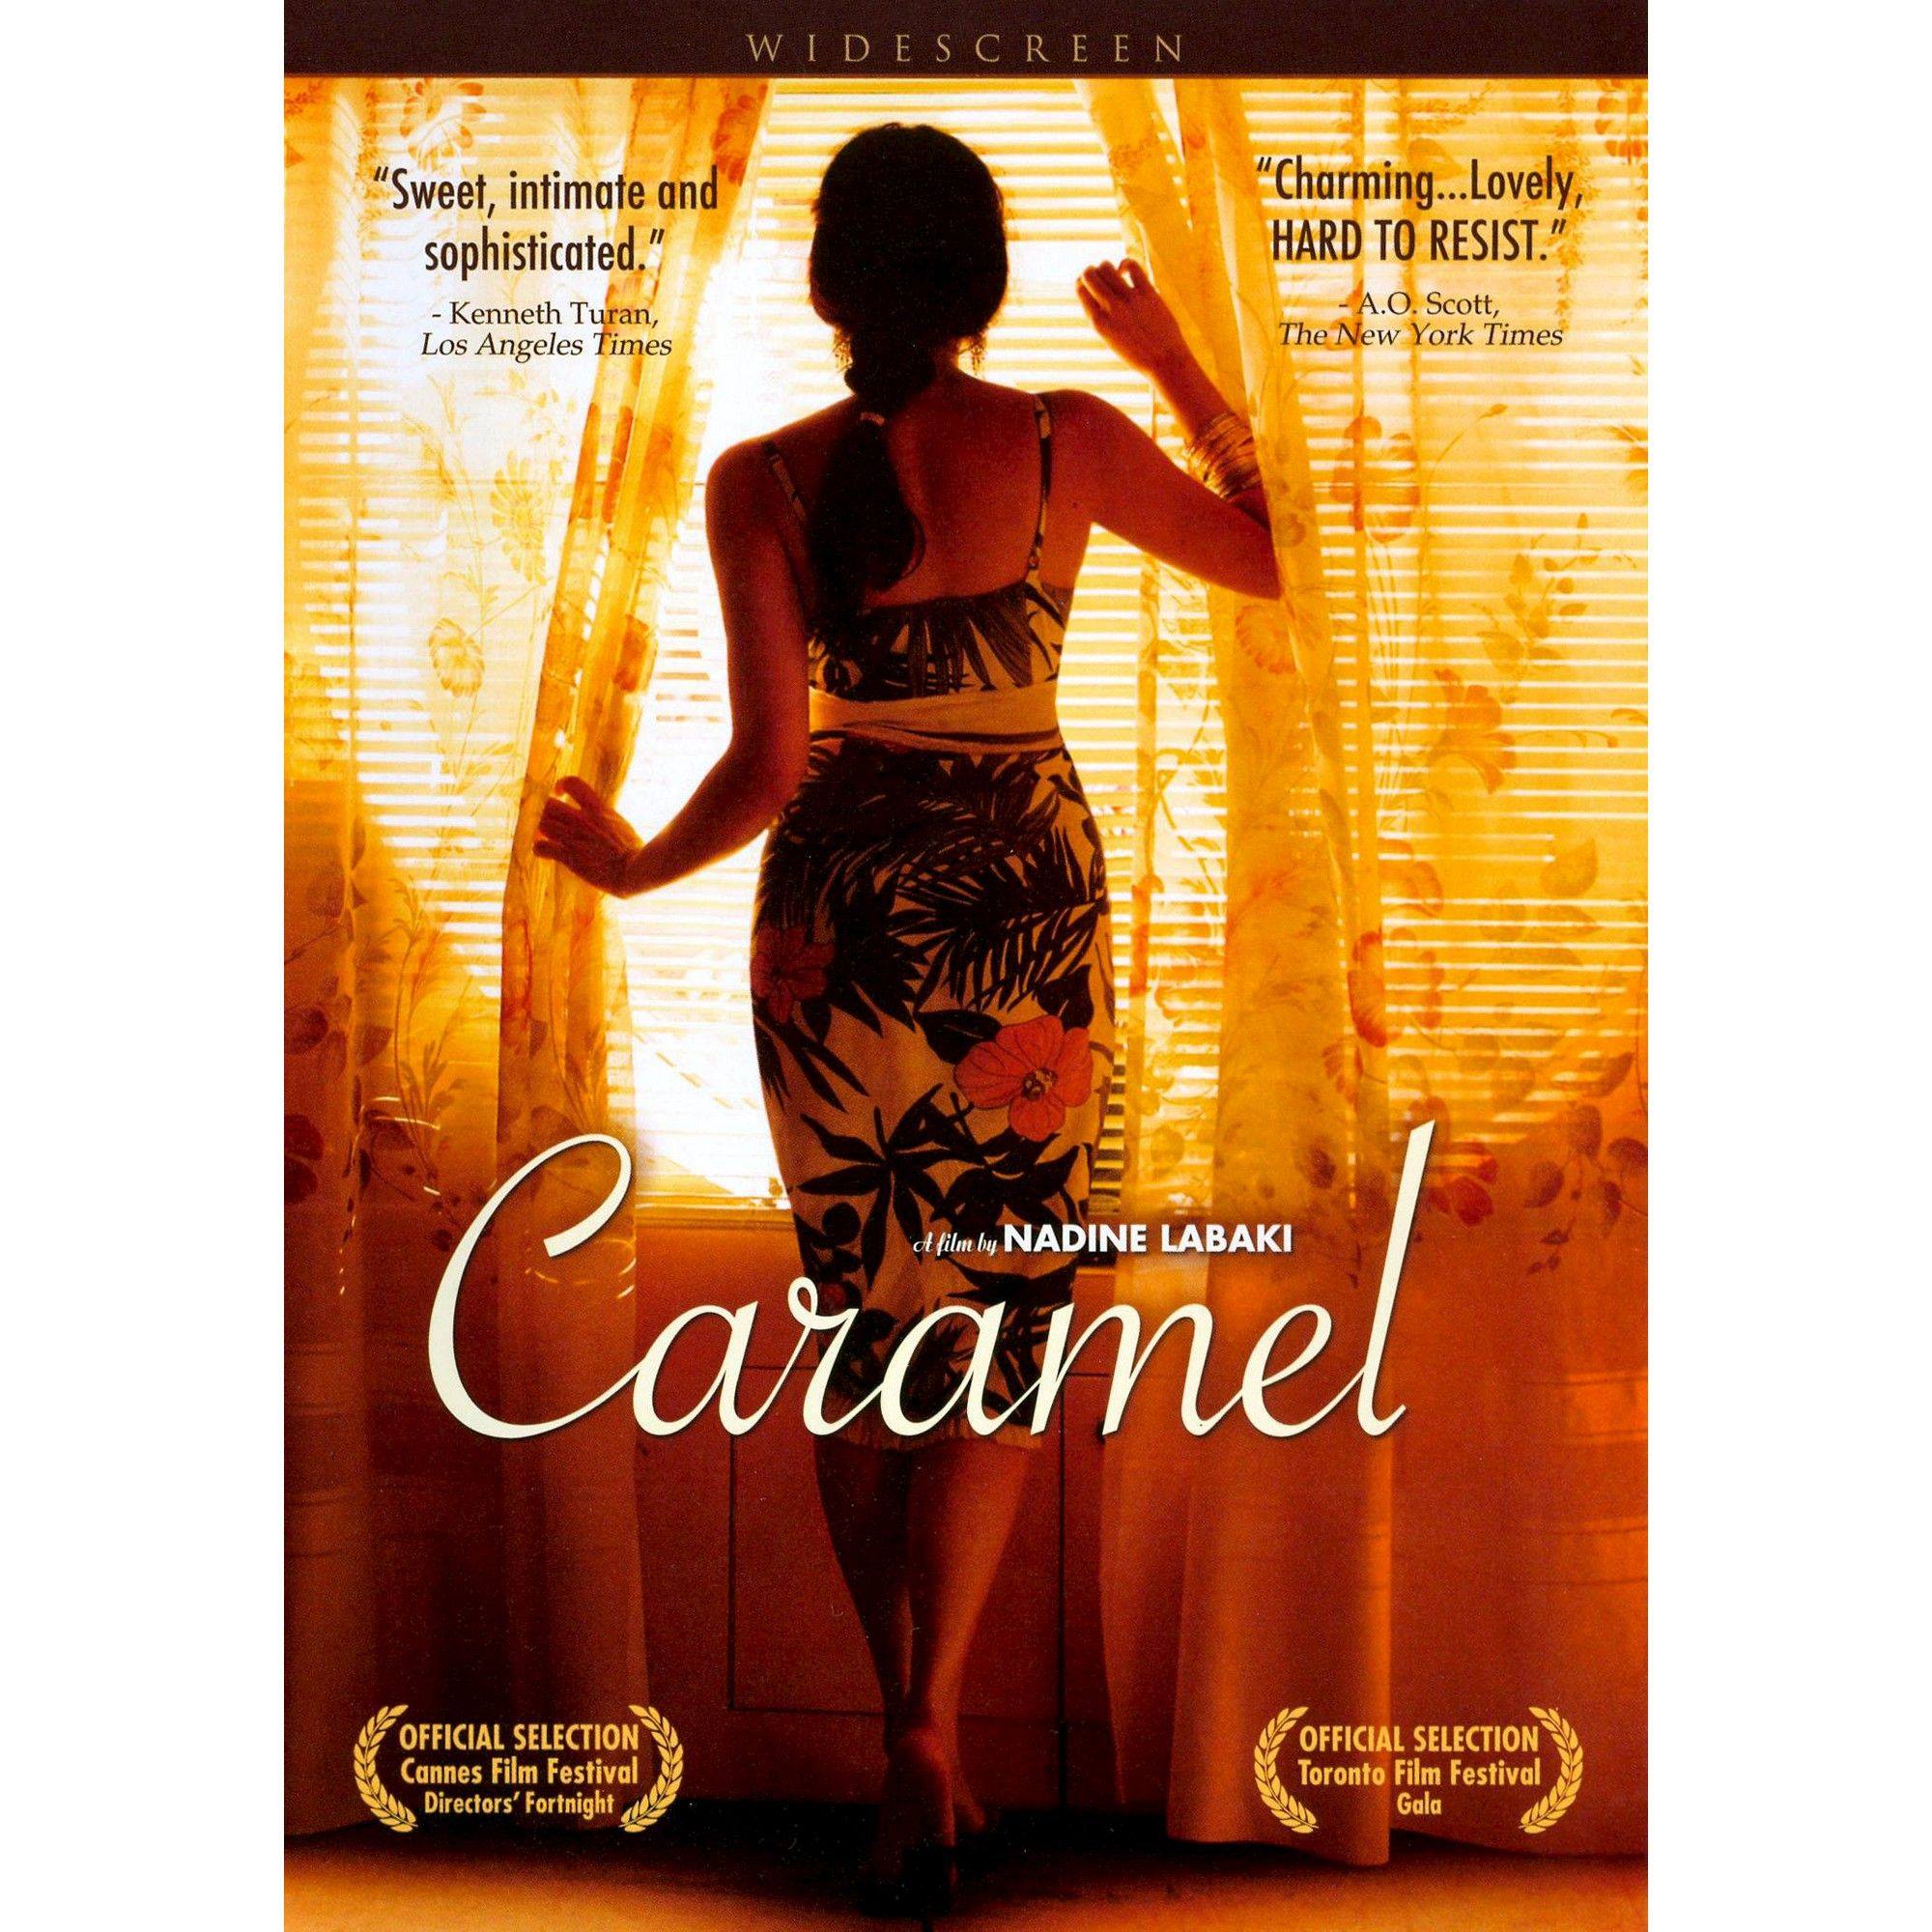 WIDESCREEN
“Sweet, intimate and
sophisticated.”
- Kenneth Turan,
Los Angeles Times
“Charming...Lovely,
HARD TO RESIST.”
- A.O. Scott,
The New York Times
A film by NADINE LABAKI
Caramel
OFFICIAL SELECTION
Cannes Film Festival
Directors’ Fortnight
OFFICIAL SELECTION
Toronto Film Festival
Gala